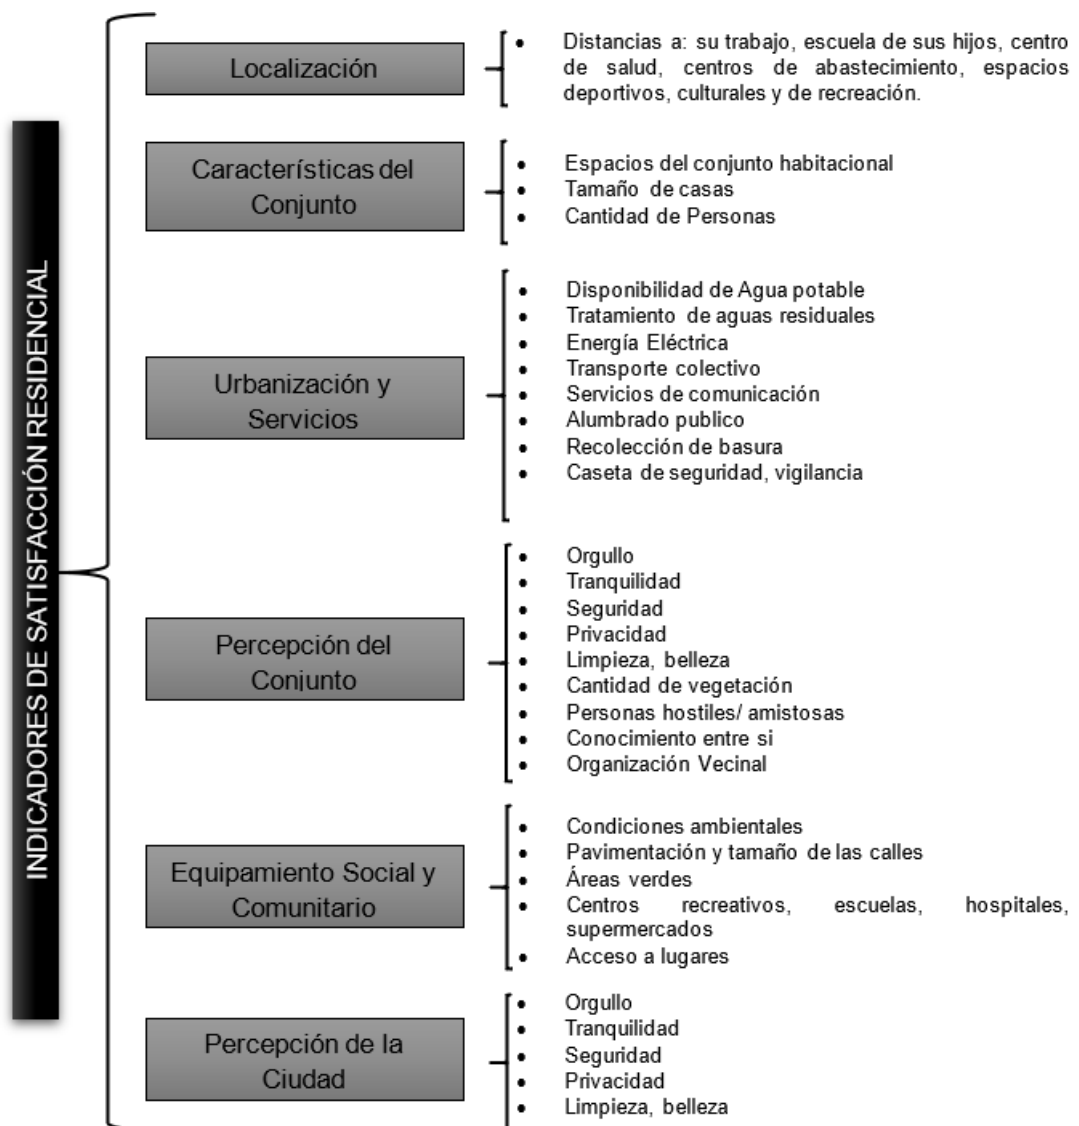 INDICADORES DE SATISFACCIÓN RESIDENCIAL
Localización
• Distancias a: su trabajo, escuela de sus hijos, centro
de salud, centros de abastecimiento, espacios
deportivos, culturales y de recreación.
Características del
Conjunto
• Espacios del conjunto habitacional
• Tamaño de casas
• Cantidad de Personas
Urbanización y
Servicios
• Disponibilidad de Agua potable
• Tratamiento de aguas residuales
• Energía Eléctrica
• Transporte colectivo
• Servicios de comunicación
• Alumbrado publico
• Recolección de basura
• Caseta de seguridad, vigilancia
Percepción del
Conjunto
• Orgullo
• Tranquilidad
• Seguridad
• Privacidad
• Limpieza, belleza
• Cantidad de vegetación
• Personas hostiles/ amistosas
• Conocimiento entre si
• Organización Vecinal
Equipamiento Social y
Comunitario
• Condiciones ambientales
• Pavimentación y tamaño de las calles
• Áreas verdes
• Centros recreativos, escuelas, hospitales,
supermercados
• Acceso a lugares
Percepción de la
Ciudad
• Orgullo
• Tranquilidad
• Seguridad
• Privacidad
• Limpieza, belleza